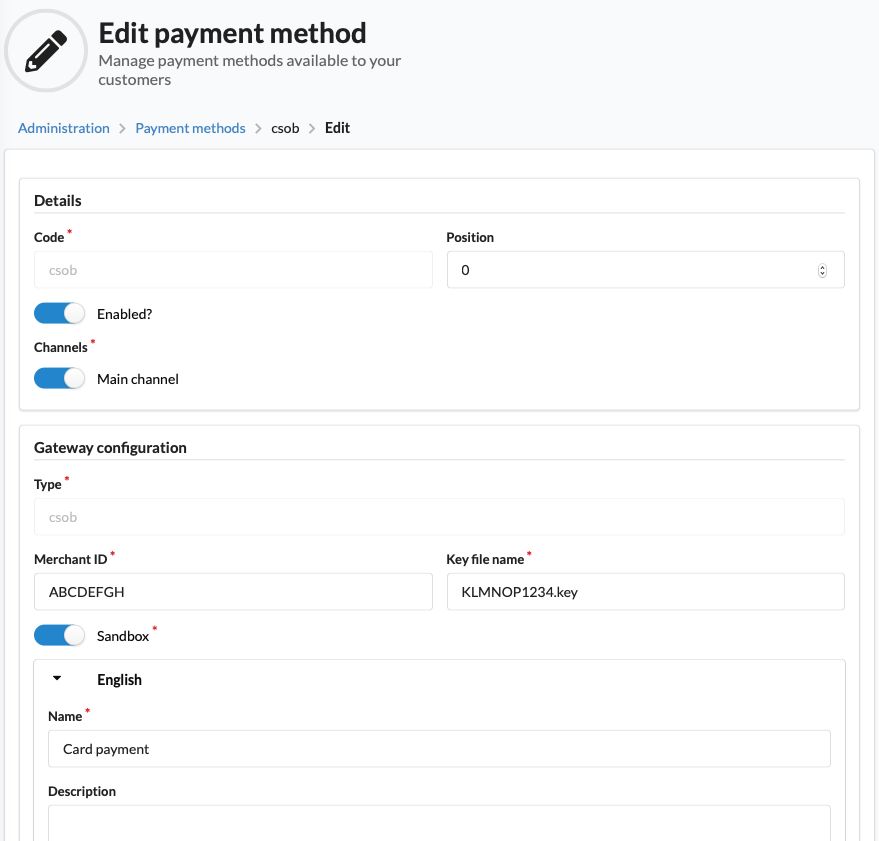 Edit payment method
Manage payment methods available to your
customers
Administration > Payment methods > csob > Edit
Details
Code *
Position
csob
0
Enabled?
Channels *
Main channel
Gateway configuration
Type *
csob
Merchant ID *
Key file name *
ABCDEFGH
KLMNOP1234.key
Sandbox *
English
Name *
Card payment
Description